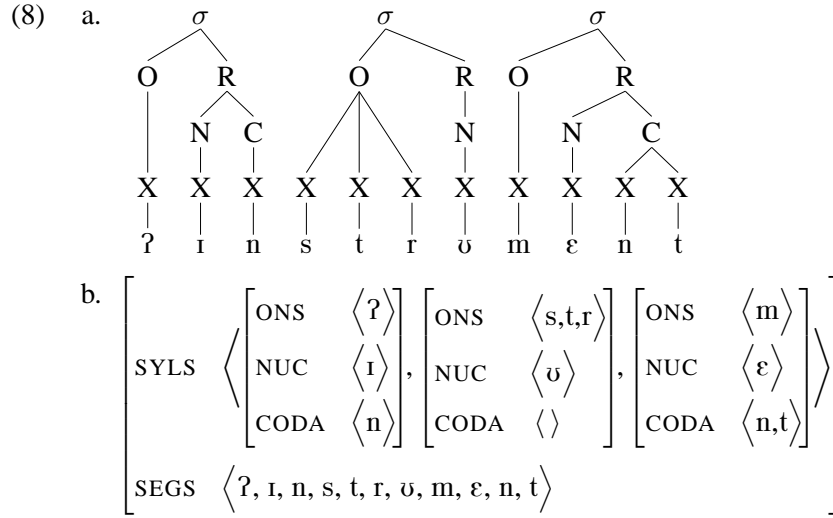 (8) a. σ σ σ
O R O R O R
N C N N C
X X X X X X X X X X X
ʔ ɪ n s t r ʊ m ɛ n t
b. [SYLS ⟨[ONS ⟨ʔ⟩, NUC ⟨ɪ⟩, CODA ⟨n⟩], [ONS ⟨s,t,r⟩, NUC ⟨ʊ⟩, CODA ⟨⟩], [ONS ⟨m⟩, NUC ⟨ɛ⟩, CODA ⟨n,t⟩]⟩
SEGS ⟨ʔ, ɪ, n, s, t, r, ʊ, m, ɛ, n, t⟩]